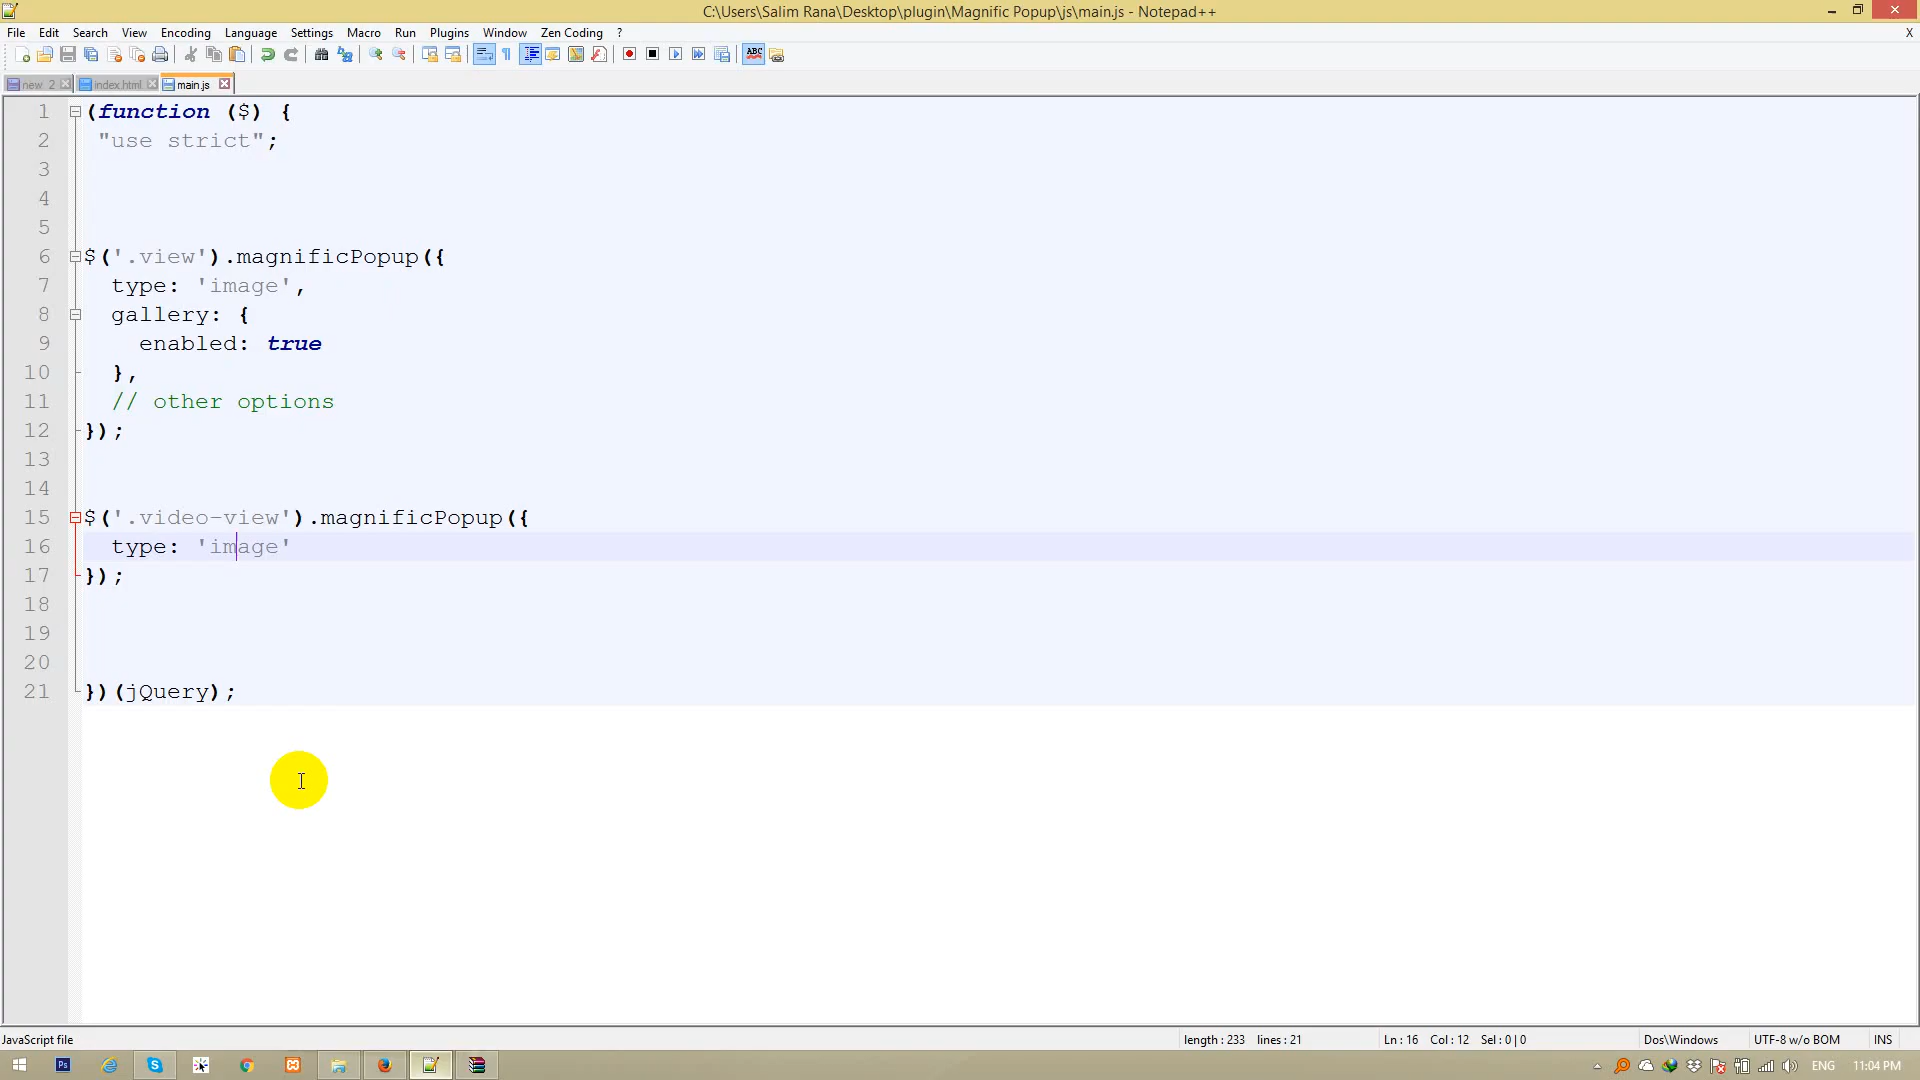 C:\Users\Salim Rana\Desktop\plugin\Magnific Popup\js\main.js - Notepad++
File Edit Search View Encoding Language Settings Macro Run Plugins Window Zen Coding ? X
new 2 index.html main.js
1 (function ($) {
2 "use strict";
3
4
5
6 $('.view').magnificPopup({
7 type: 'image',
8 gallery: {
9 enabled: true
10 },
11 // other options
12 });
13
14
15 $('.video-view').magnificPopup({
16 type: 'image'
17 });
18
19
20
21 })(jQuery);
JavaScript file length : 233 lines : 21 Ln : 16 Col : 12 Sel : 0 | 0 Dos\Windows UTF-8 w/o BOM INS
Ps ENG 11:04 PM